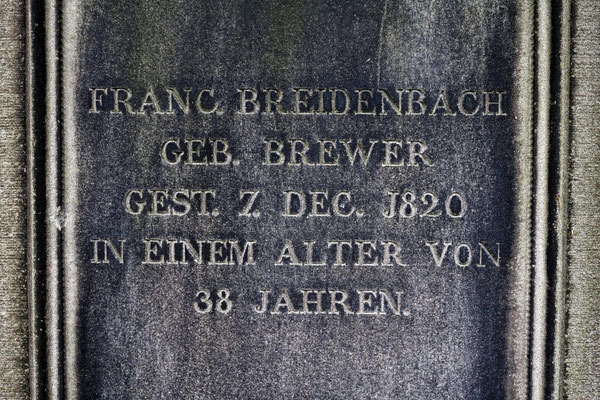 FRANC. BREIDENBACH
GEB. BREWER
GEST. 7. DEC. J820
IN EINEM ALTER VON
38 JAHREN.